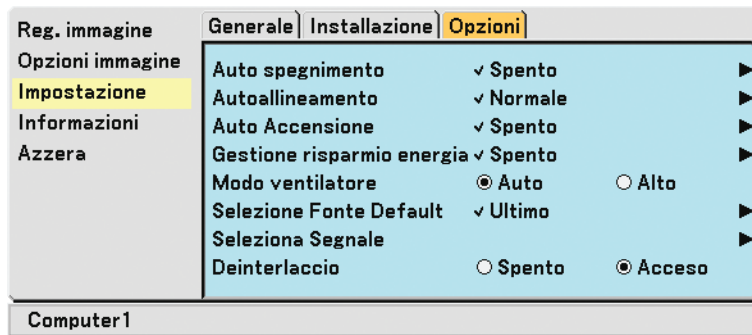 Reg. immagine
Opzioni immagine
Impostazione
Informazioni
Azzera
Generale Installazione Opzioni
Auto spegnimento ✓ Spento
Autoallineamento ✓ Normale
Auto Accensione ✓ Spento
Gestione risparmio energia ✓ Spento
Modo ventilatore Auto Alto
Selezione Fonte Default ✓ Ultimo
Seleziona Segnale
Deinterlaccio Spento Acceso
Computer1